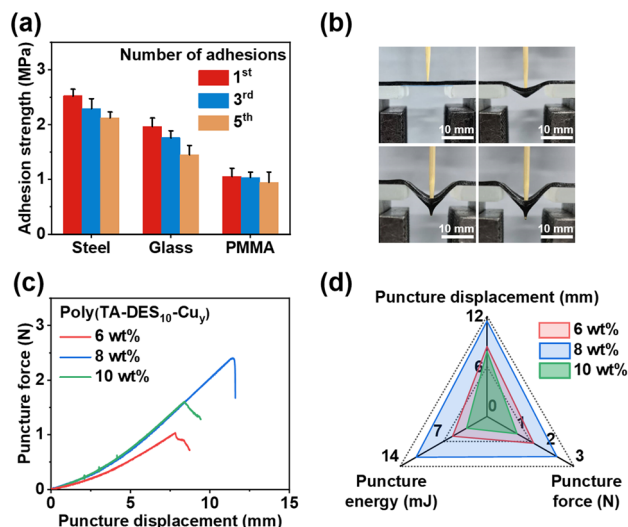 (a)
Adhesion strength (MPa)
3
2
1
0
Number of adhesions
1st
3rd
5th
Steel
Glass
PMMA
(b)
10 mm
10 mm
10 mm
10 mm
(c)
Puncture force (N)
3
2
1
0
Poly(TA-DES10-Cuy)
6 wt%
8 wt%
10 wt%
0
5
10
15
Puncture displacement (mm)
(d)
Puncture displacement (mm)
12
6 wt%
8 wt%
10 wt%
6
0
7
1
2
14
3
Puncture
energy (mJ)
Puncture
force (N)